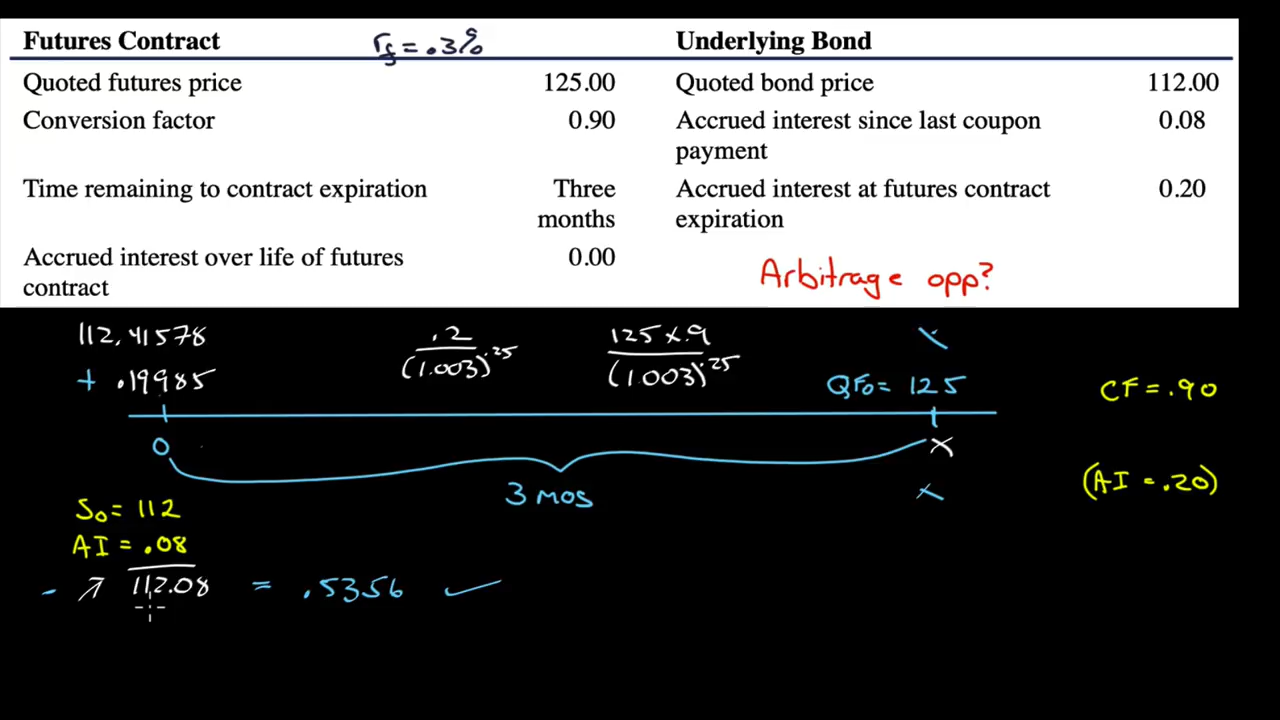 Futures Contract r_f = .3% Underlying Bond
Quoted futures price 125.00 Quoted bond price 112.00
Conversion factor 0.90 Accrued interest since last coupon payment 0.08
Time remaining to contract expiration Three months Accrued interest at futures contract expiration 0.20
Accrued interest over life of futures contract 0.00
Arbitrage opp?
112.41578
+ .19985
.2 / (1.003)^.25
125 x .9 / (1.003)^.25
QF₀ = 125
CF = .90
0
x
3 mos
x
(AI = .20)
S₀ = 112
AI = .08
- ↗ 112.08 = .5356 ✓